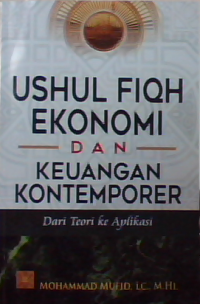 USHUL FIQH
EKONOMI
DAN
KEUANGAN
KONTEMPORER
Dari Teori ke Aplikasi
MOHAMMAD MUFID, LC., M.HI.